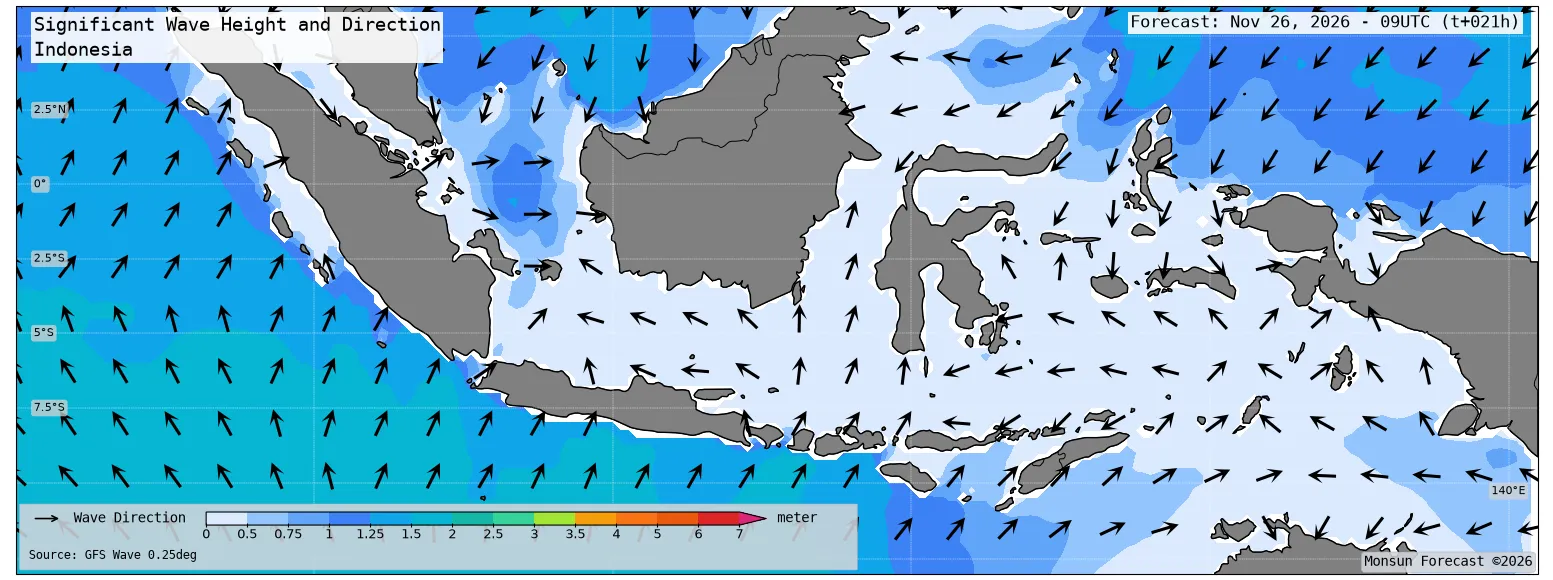 Significant Wave Height and Direction
Indonesia
Forecast: Nov 26, 2026 - 09UTC (t+021h)
2.5°N
0°
2.5°S
5°S
7.5°S
140°E
Wave Direction
0 0.5 0.75 1 1.25 1.5 2 2.5 3 3.5 4 5 6 7
meter
Source: GFS Wave 0.25deg
Monsun Forecast ©2026